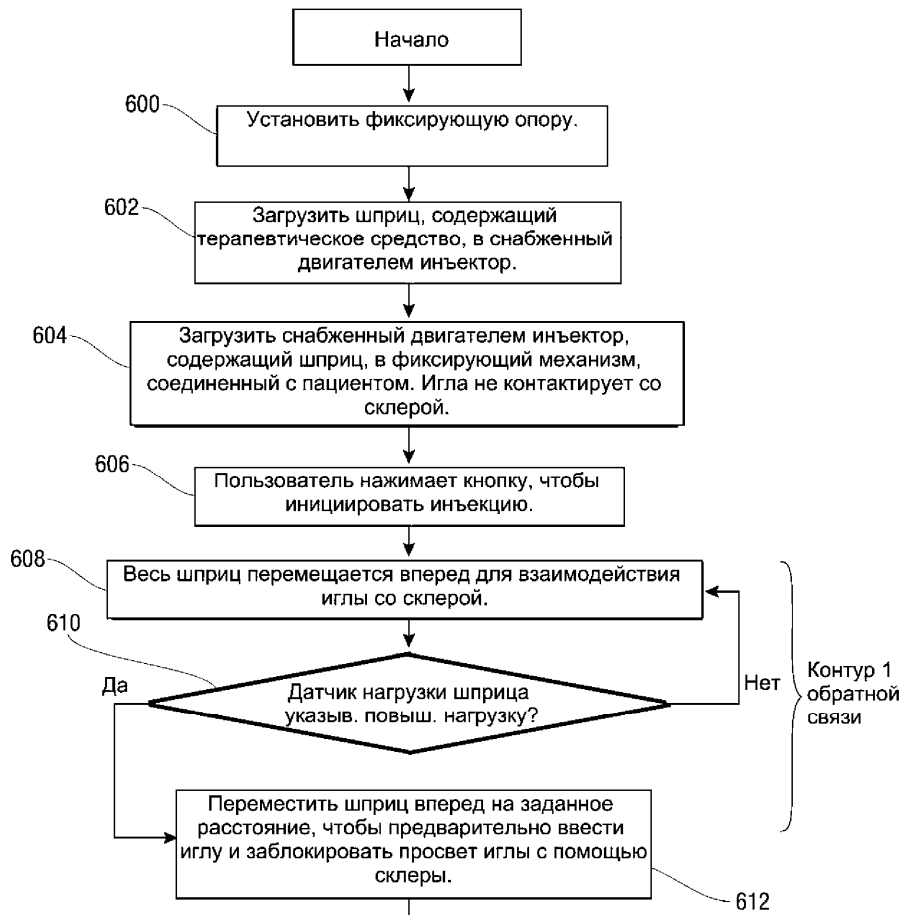 Начало
600
Установить фиксирующую опору.
602
Загрузить шприц, содержащий
терапевтическое средство, в снабженный
двигателем инъектор.
604
Загрузить снабженный двигателем инъектор,
содержащий шприц, в фиксирующий механизм,
соединенный с пациентом. Игла не контактирует со
склерой.
606
Пользователь нажимает кнопку, чтобы
инициировать инъекцию.
608
Весь шприц перемещается вперед для взаимодействия
иглы со склерой.
610
Да
Датчик нагрузки шприца
указыв. повыш. нагрузку?
Нет
Контур 1
обратной
связи
Переместить шприц вперед на заданное
расстояние, чтобы предварительно ввести
иглу и заблокировать просвет иглы с помощью
склеры.
612